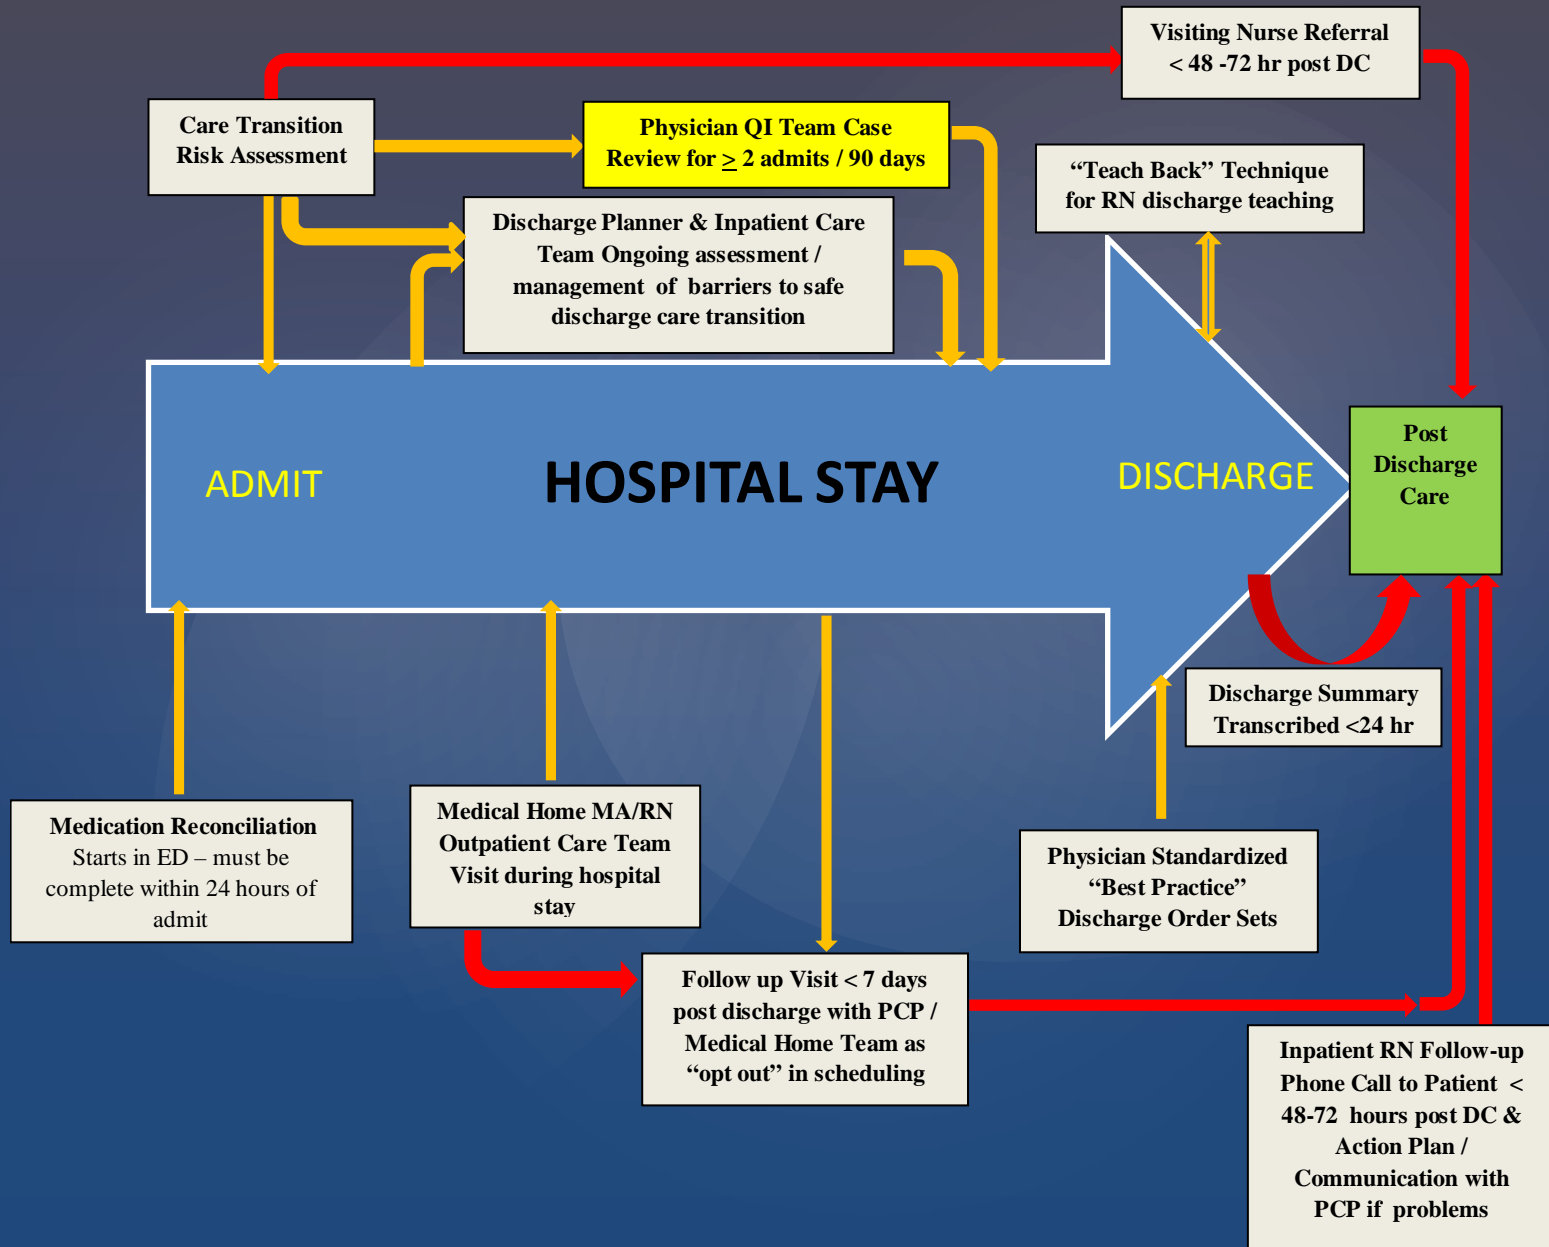 Visiting Nurse Referral
< 48 -72 hr post DC
Care Transition
Risk Assessment
Physician QI Team Case
Review for ≥ 2 admits / 90 days
“Teach Back” Technique
for RN discharge teaching
Discharge Planner & Inpatient Care
Team Ongoing assessment /
management of barriers to safe
discharge care transition
ADMIT
HOSPITAL STAY
DISCHARGE
Post
Discharge
Care
Discharge Summary
Transcribed <24 hr
Medication Reconciliation
Starts in ED – must be
complete within 24 hours of
admit
Medical Home MA/RN
Outpatient Care Team
Visit during hospital
stay
Physician Standardized
“Best Practice”
Discharge Order Sets
Follow up Visit < 7 days
post discharge with PCP /
Medical Home Team as
“opt out” in scheduling
Inpatient RN Follow-up
Phone Call to Patient <
48-72 hours post DC &
Action Plan /
Communication with
PCP if problems